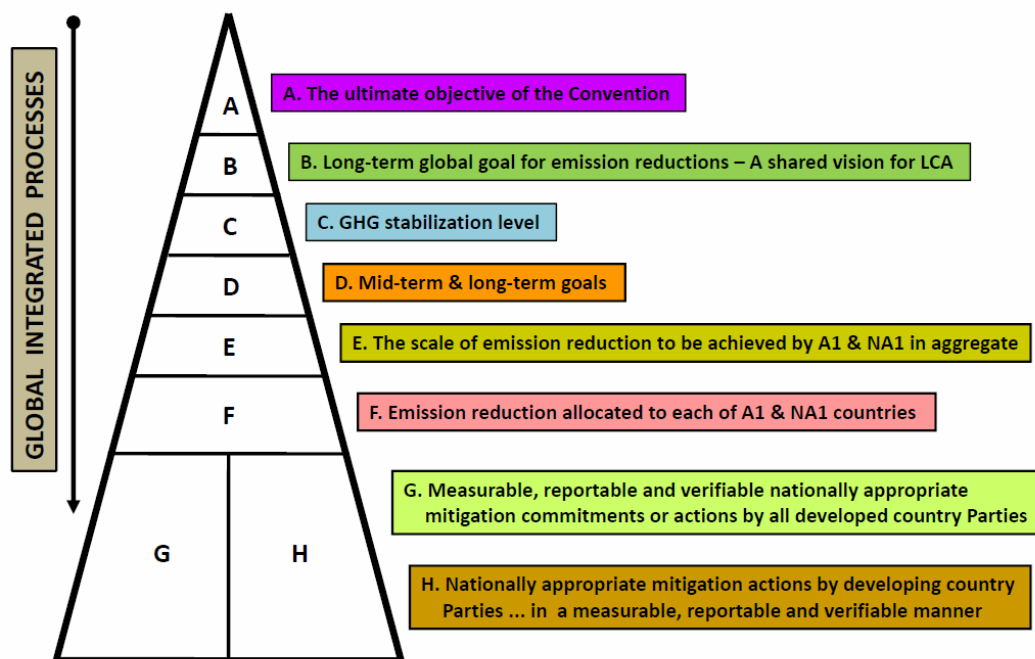 GLOBAL INTEGRATED PROCESSES
A
A. The ultimate objective of the Convention
B
B. Long-term global goal for emission reductions – A shared vision for LCA
C
C. GHG stabilization level
D
D. Mid-term & long-term goals
E
E. The scale of emission reduction to be achieved by A1 & NA1 in aggregate
F
F. Emission reduction allocated to each of A1 & NA1 countries
G
H
G. Measurable, reportable and verifiable nationally appropriate
mitigation commitments or actions by all developed country Parties
H. Nationally appropriate mitigation actions by developing country
Parties ... in a measurable, reportable and verifiable manner